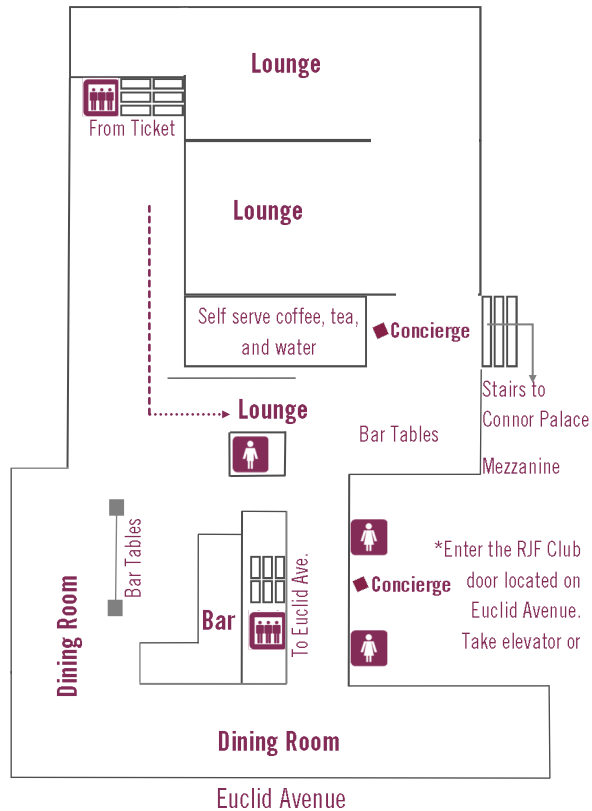 Lounge
From Ticket
Lounge
Self serve coffee, tea,
and water
Concierge
Stairs to
Connor Palace
Mezzanine
Lounge
Bar Tables
Bar Tables
*Enter the RJF Club
door located on
Euclid Avenue.
Take elevator or
Concierge
To Euclid Ave.
Bar
Dining Room
Dining Room
Euclid Avenue